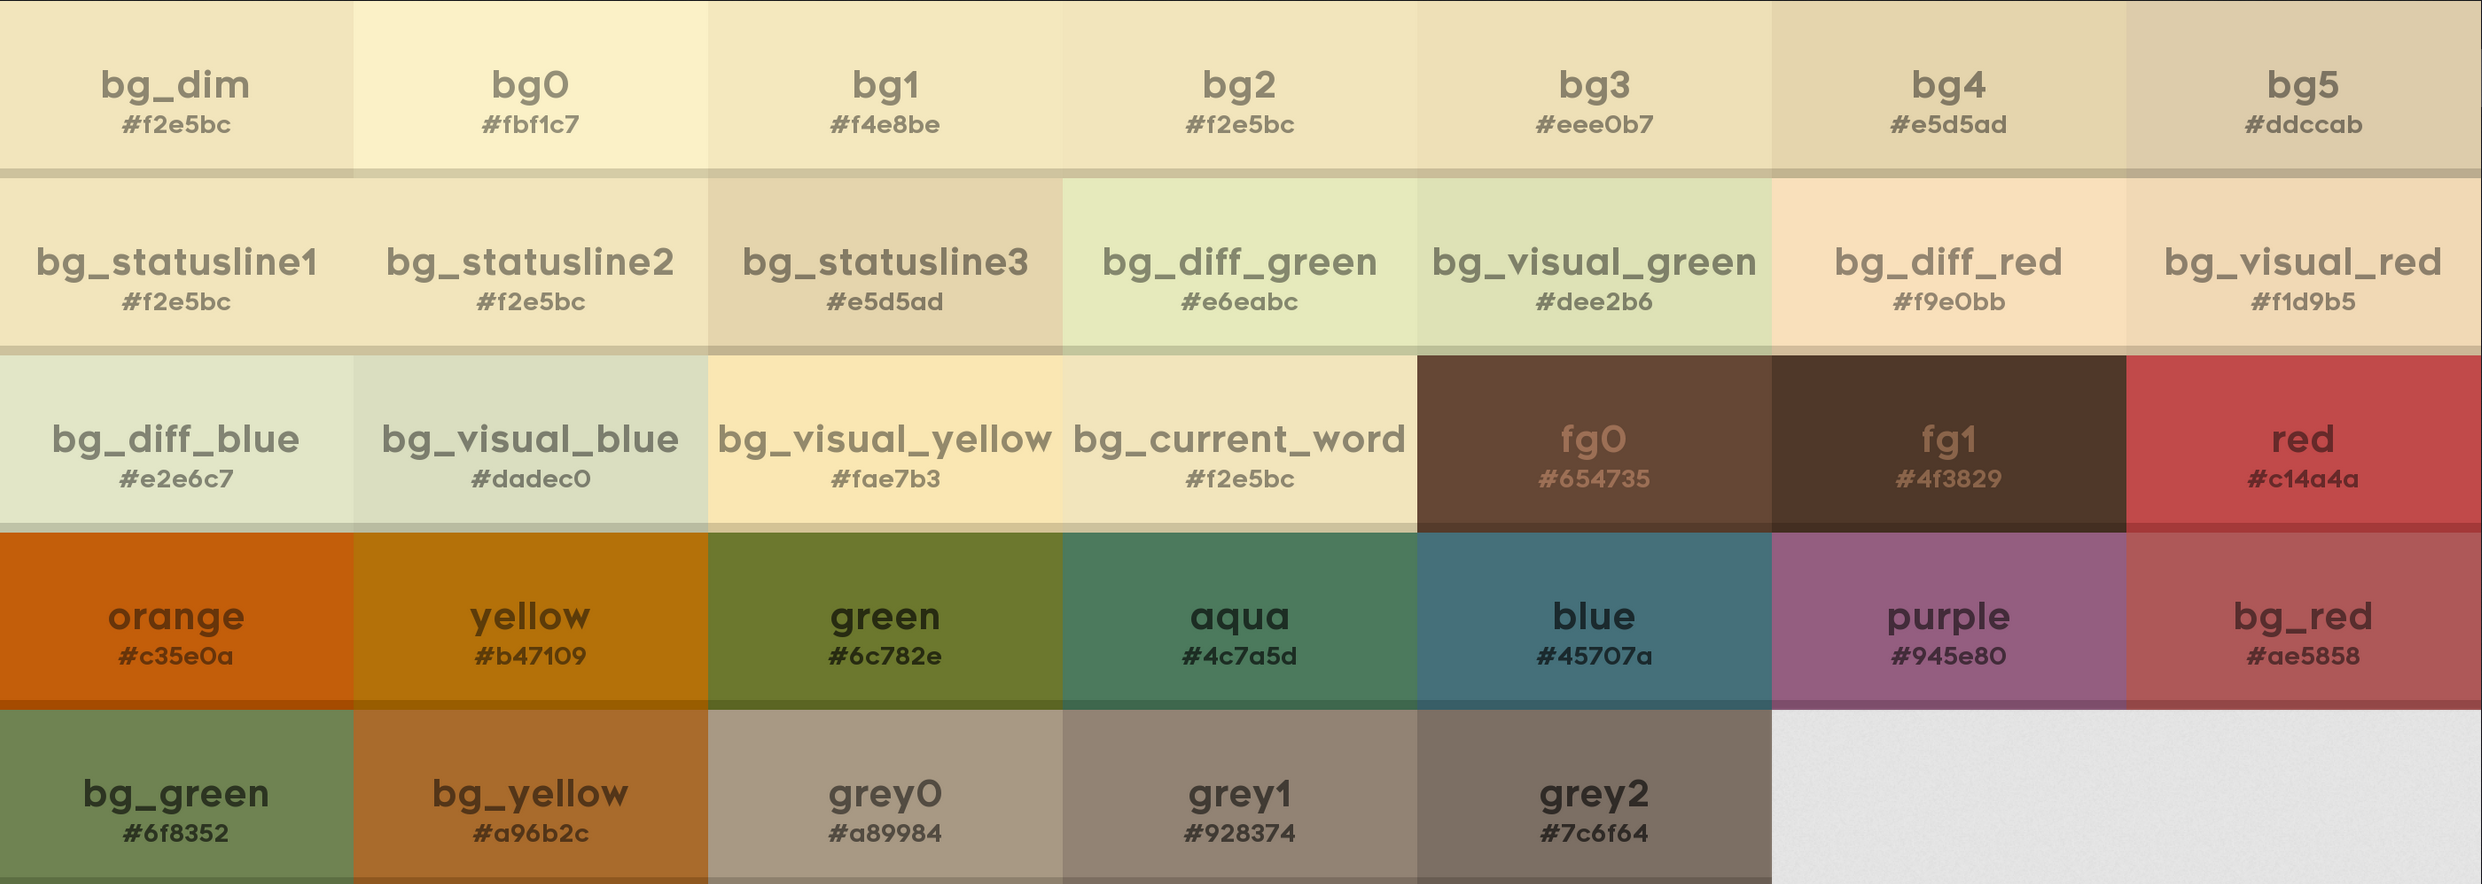 bg_dim
#f2e5bc
bg0
#fbf1c7
bg1
#f4e8be
bg2
#f2e5bc
bg3
#eee0b7
bg4
#e5d5ad
bg5
#ddccab
bg_statusline1
#f2e5bc
bg_statusline2
#f2e5bc
bg_statusline3
#e5d5ad
bg_diff_green
#e6eabc
bg_visual_green
#dee2b6
bg_diff_red
#f9e0bb
bg_visual_red
#f1d9b5
bg_diff_blue
#e2e6c7
bg_visual_blue
#dadec0
bg_visual_yellow
#fae7b3
bg_current_word
#f2e5bc
fg0
#654735
fg1
#4f3829
red
#c14a4a
orange
#c35e0a
yellow
#b47109
green
#6c782e
aqua
#4c7a5d
blue
#45707a
purple
#945e80
bg_red
#ae5858
bg_green
#6f8352
bg_yellow
#a96b2c
grey0
#a89984
grey1
#928374
grey2
#7c6f64